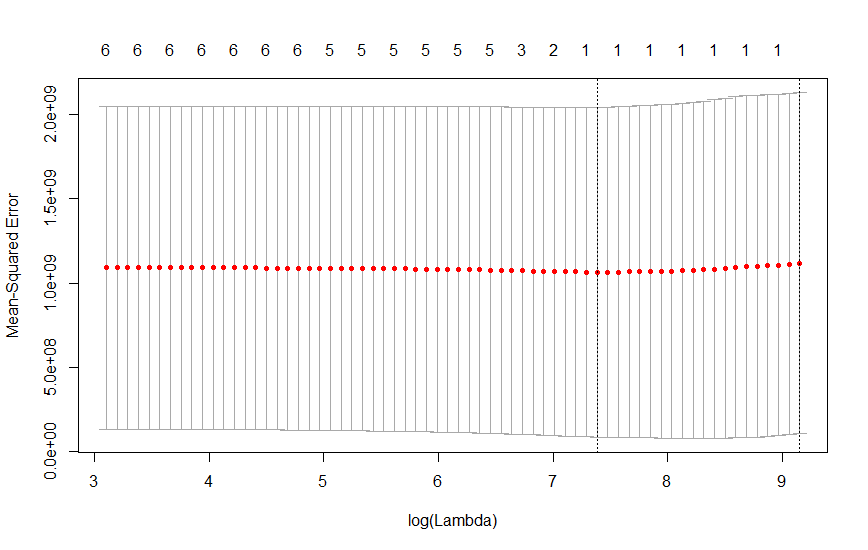 6 6 6 6 6 6 6 5 5 5 5 5 5 3 2 1 1 1 1 1 1 1
2.0e+09
1.5e+09
1.0e+09
5.0e+08
0.0e+00
Mean-Squared Error
3 4 5 6 7 8 9
log(Lambda)